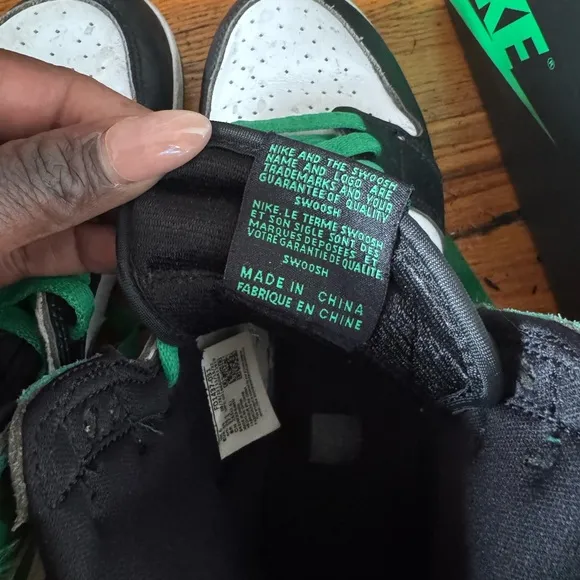 NIKE AND THE SWOOSH
NAME AND LOGO ARE
TRADEMARKS AND YOUR
GUARANTEE OF QUALITY
SWOOSH
NIKE, LE TERME SWOOSH
ET SON SIGLE SONT DES
MARQUES DEPOSEES ET
VOTRE GARANTIE DE QUALITE
SWOOSH
MADE IN CHINA
FABRIQUE EN CHINE
NIKE®